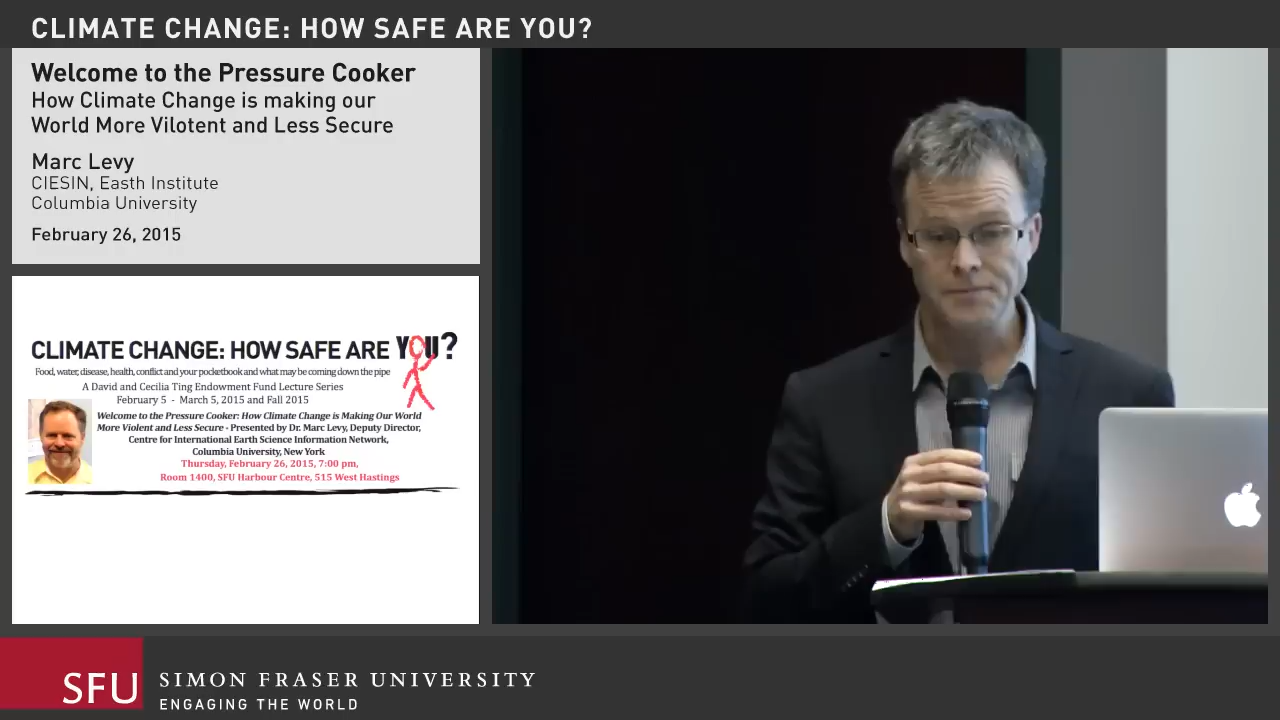 CLIMATE CHANGE: HOW SAFE ARE YOU?
Welcome to the Pressure Cooker
How Climate Change is making our
World More Vilotent and Less Secure
Marc Levy
CIESIN, Easth Institute
Columbia University
February 26, 2015
CLIMATE CHANGE: HOW SAFE ARE YOU?
Food, water, disease, health, conflict and your pocketbook and what may be coming down the pipe
A David and Cecilia Ting Endowment Fund Lecture Series
February 5 - March 5, 2015 and Fall 2015
Welcome to the Pressure Cooker: How Climate Change is Making Our World
More Violent and Less Secure - Presented by Dr. Marc Levy, Deputy Director,
Centre for International Earth Science Information Network,
Columbia University, New York
Thursday, February 26, 2015, 7:00 pm,
Room 1400, SFU Harbour Centre, 515 West Hastings
SFU SIMON FRASER UNIVERSITY
ENGAGING THE WORLD